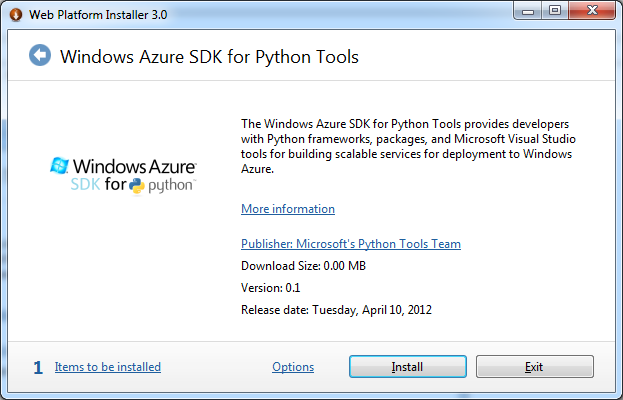 Web Platform Installer 3.0
Windows Azure SDK for Python Tools
The Windows Azure SDK for Python Tools provides developers
with Python frameworks, packages, and Microsoft Visual Studio
tools for building scalable services for deployment to Windows
Azure.
Windows Azure
SDK for python
More information
Publisher: Microsoft's Python Tools Team
Download Size: 0.00 MB
Version: 0.1
Release date: Tuesday, April 10, 2012
1 Items to be installed Options Install Exit